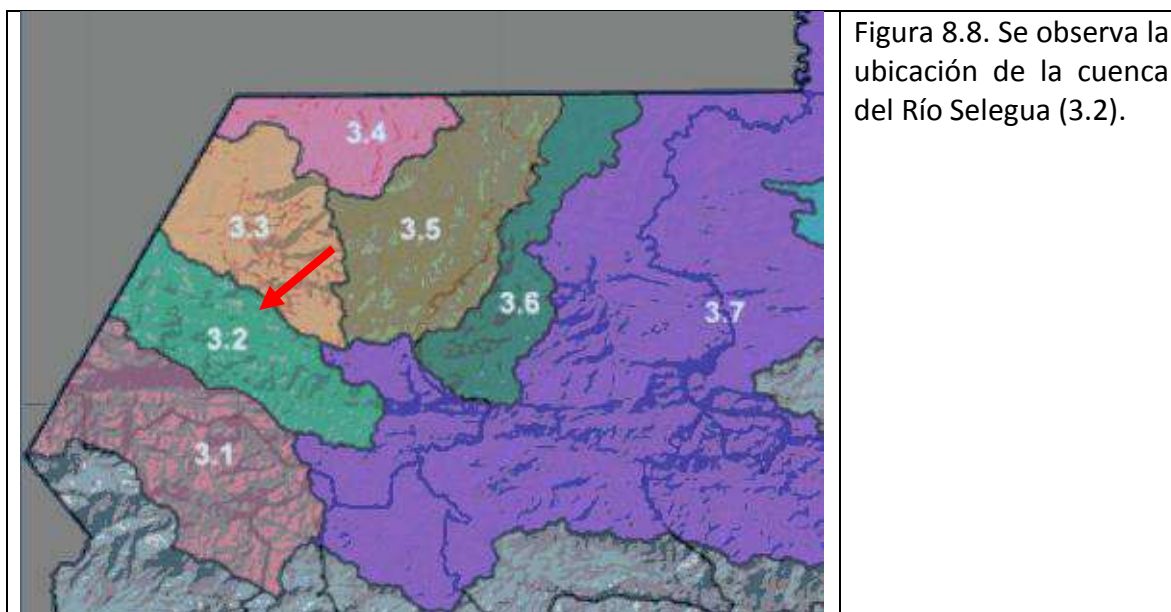 Figura 8.8. Se observa la
ubicación de la cuenca
del Río Selegua (3.2).
3.4
3.3
3.5
3.6
3.7
3.2
3.1